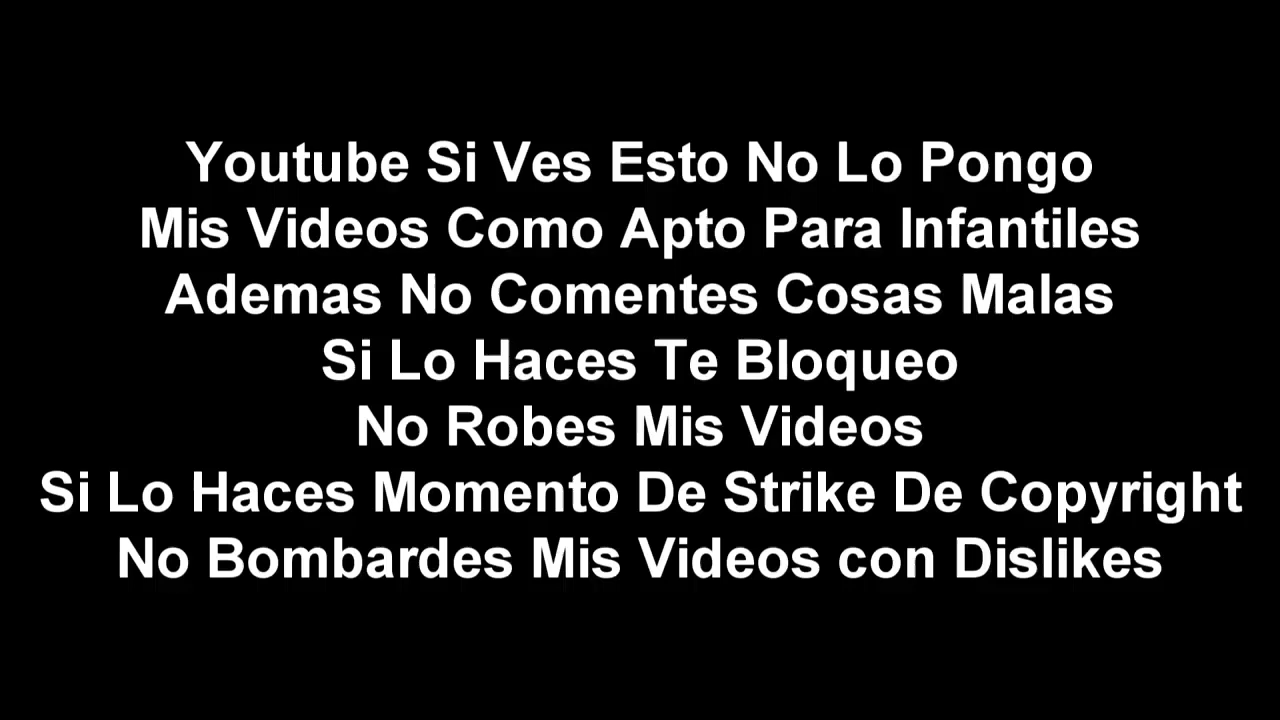 Youtube Si Ves Esto No Lo Pongo
Mis Videos Como Apto Para Infantiles
Ademas No Comentes Cosas Malas
Si Lo Haces Te Bloqueo
No Robes Mis Videos
Si Lo Haces Momento De Strike De Copyright
No Bombardes Mis Videos con Dislikes